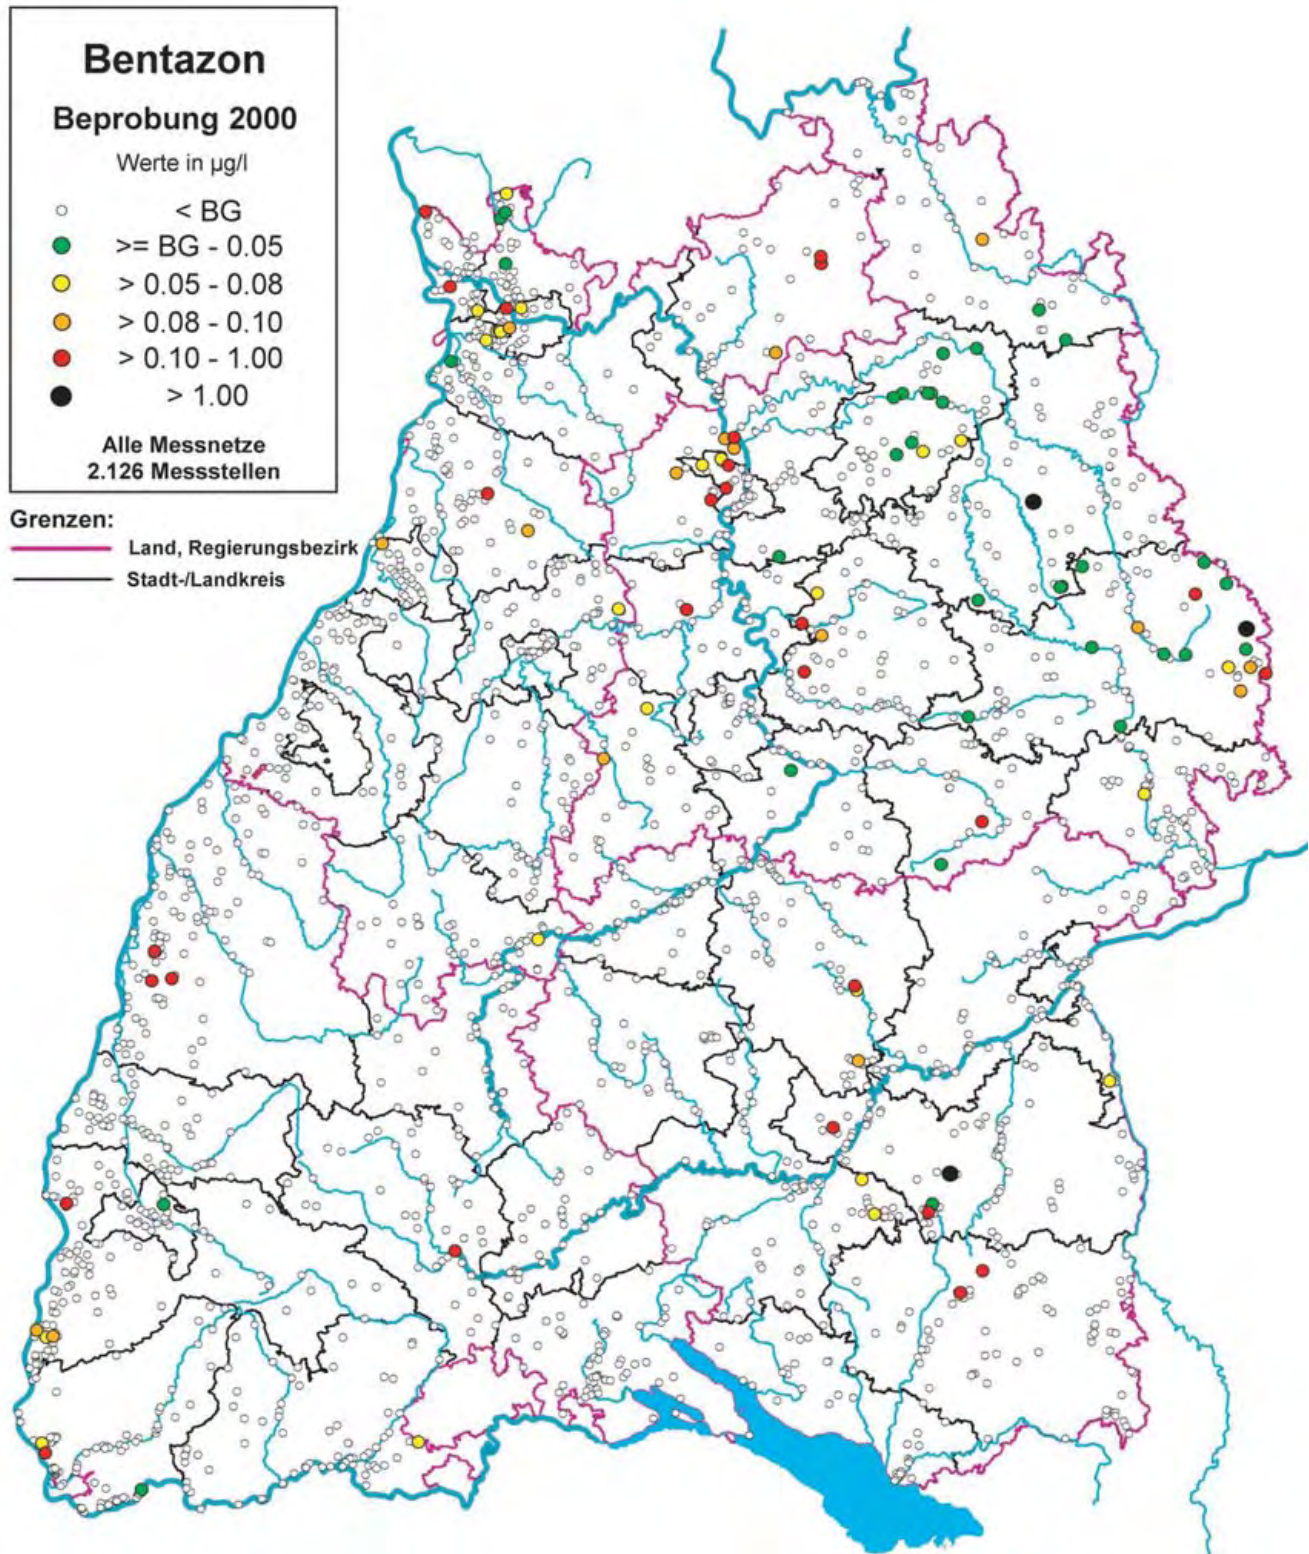 Bentazon
Beprobung 2000
Werte in µg/l
< BG
>= BG - 0.05
> 0.05 - 0.08
> 0.08 - 0.10
> 0.10 - 1.00
> 1.00
Alle Messnetze
2.126 Messstellen
Grenzen:
Land, Regierungsbezirk
Stadt-/Landkreis